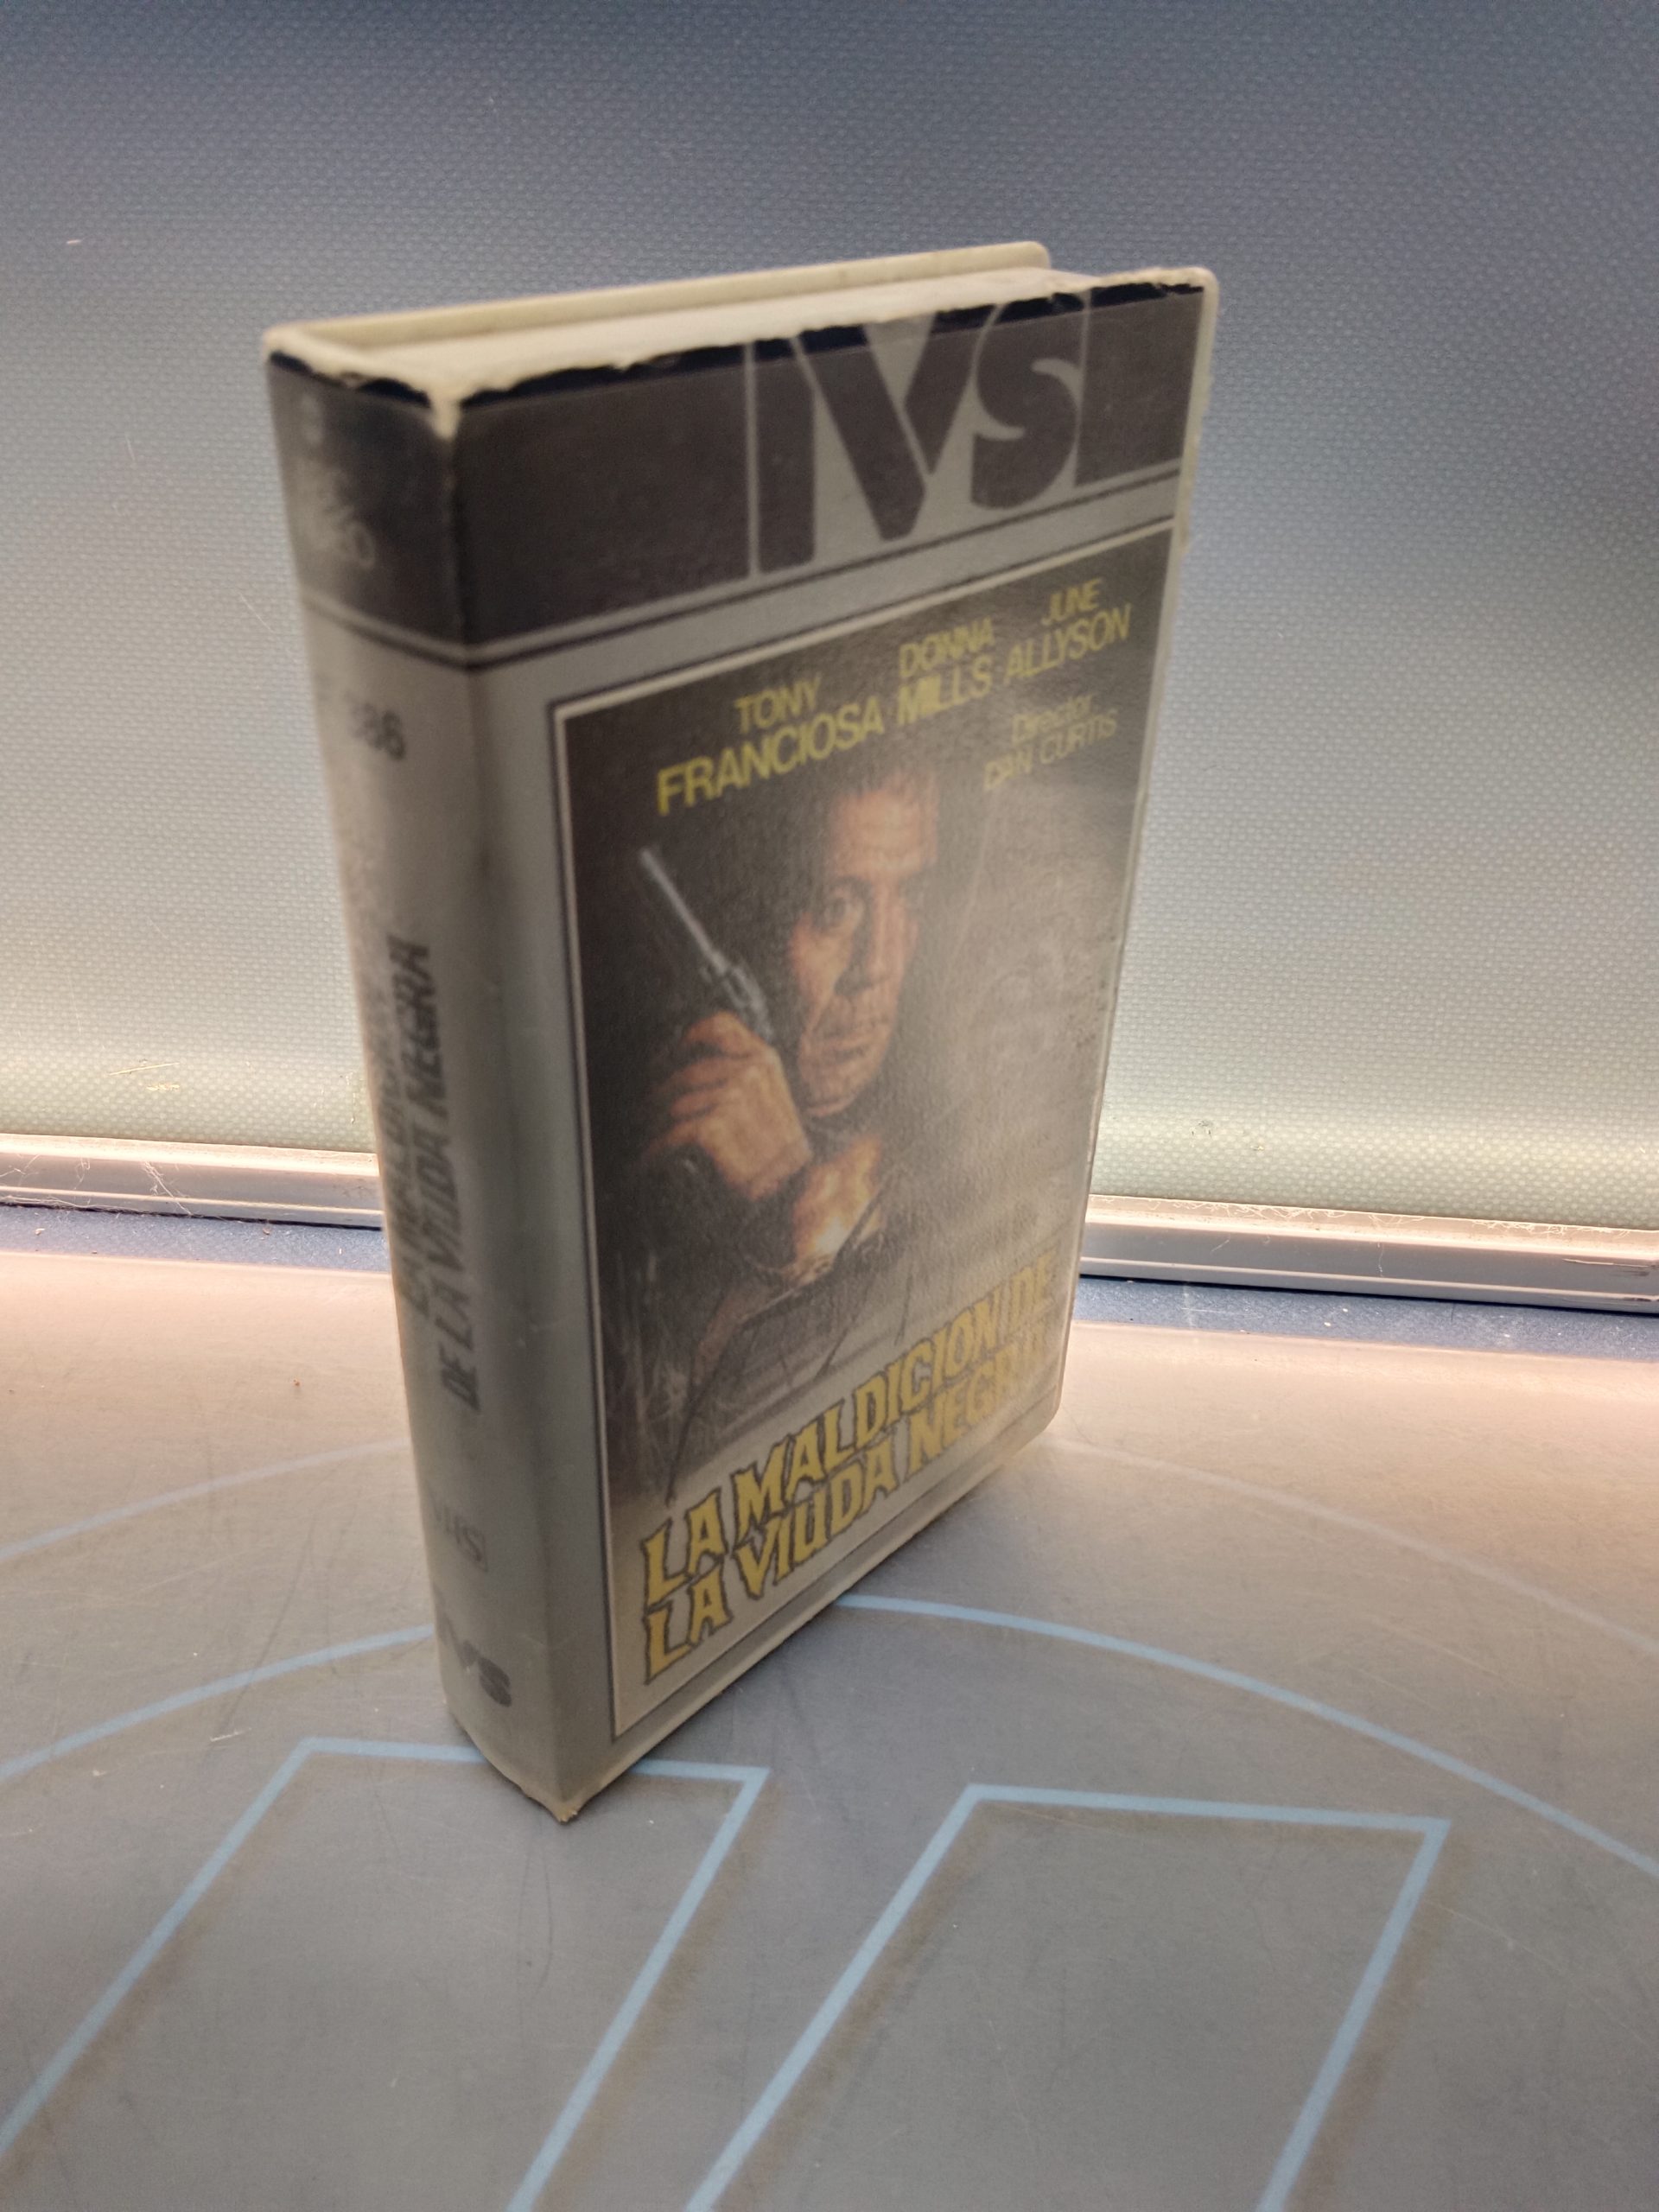 IVS
TONY DONNA JUNE
FRANCIOSA MILLS ALLYSON
Director
DAN CURTIS
LA MALDICION DE
LA VIUDA NEGRA
DE LA VIUDA NEGRA
VHS
IVS